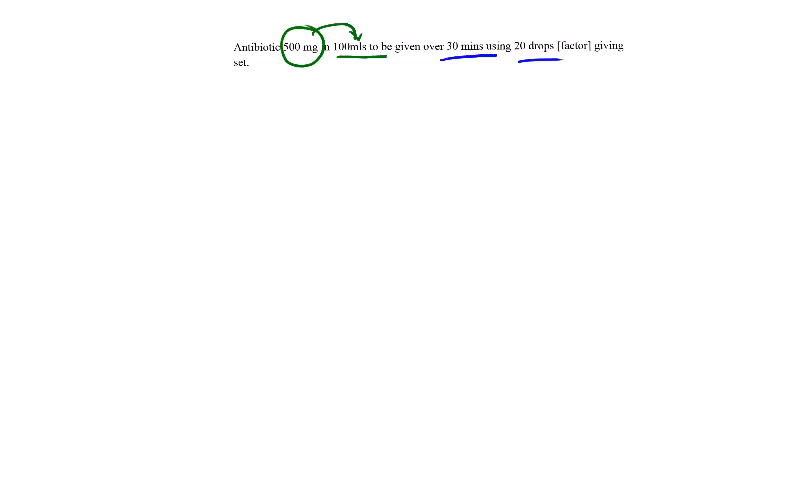 Antibiotic 500 mg in 100mls to be given over 30 mins using 20 drops [factor] giving
set.